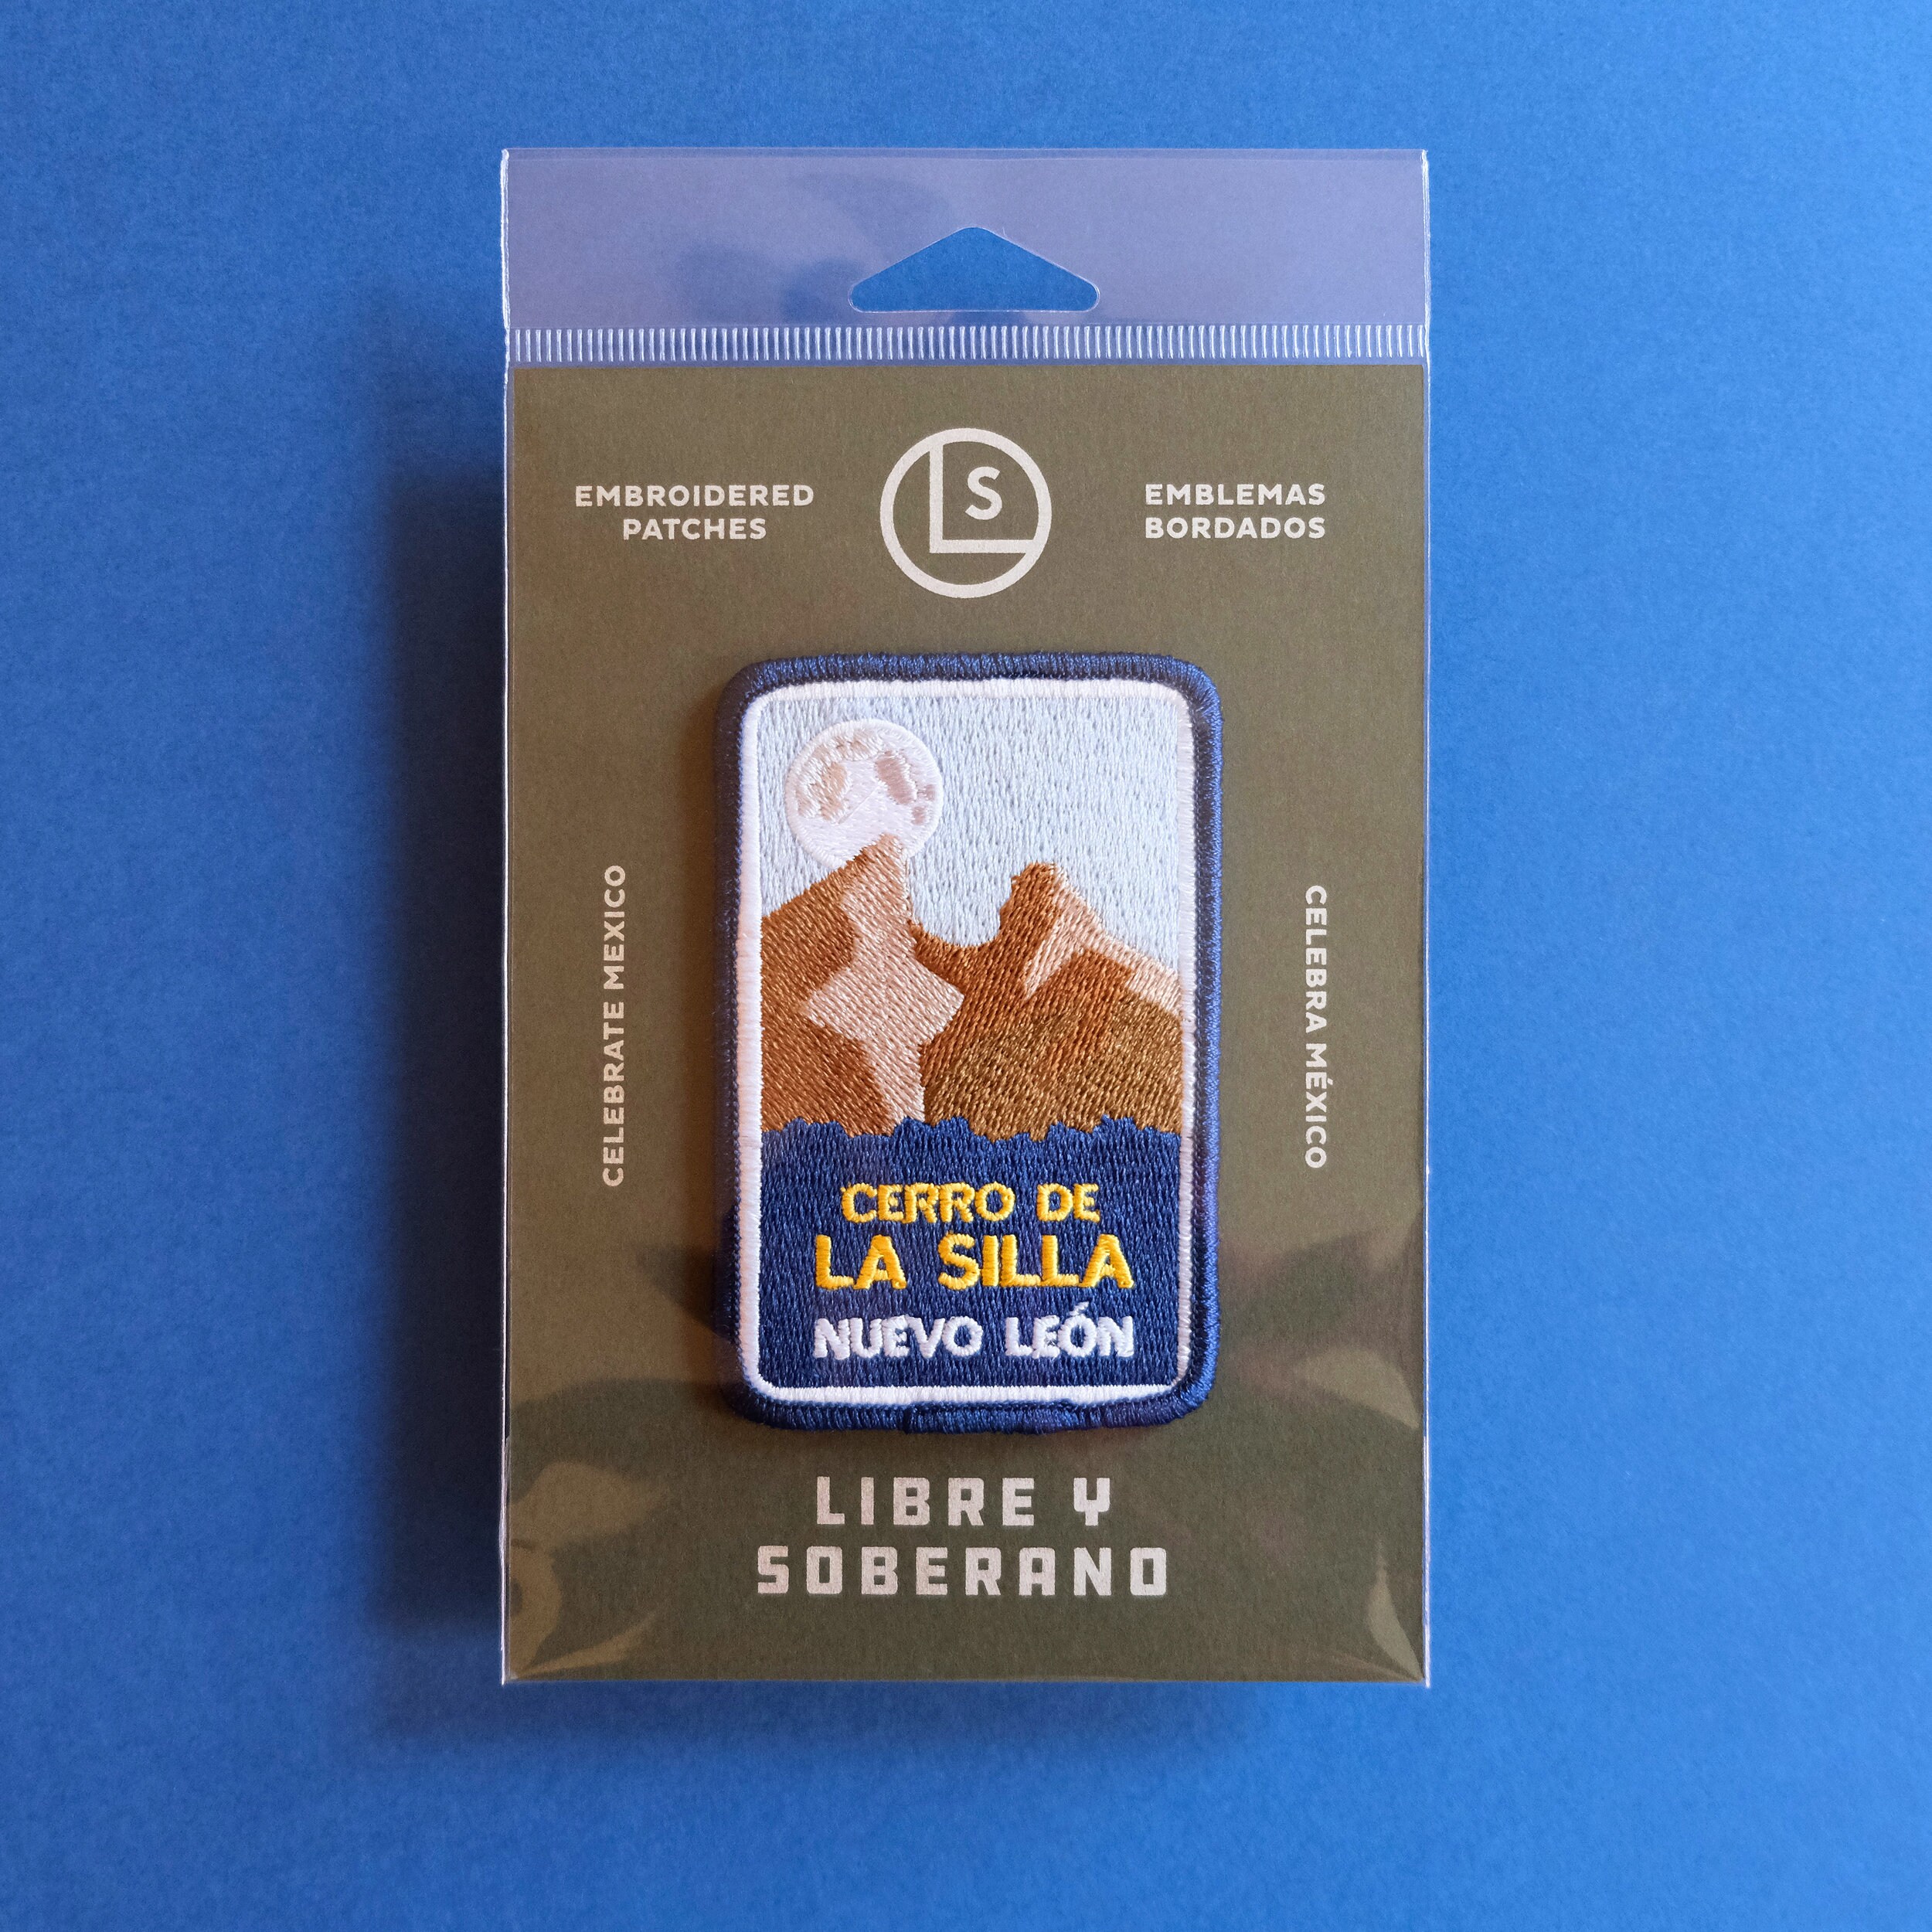 EMBROIDERED
PATCHES
LS
EMBLEMAS
BORDADOS
CELEBRATE MEXICO
CELEBRA MÉXICO
CERRO DE
LA SILLA
NUEVO LEÓN
LIBRE Y
SOBERANO